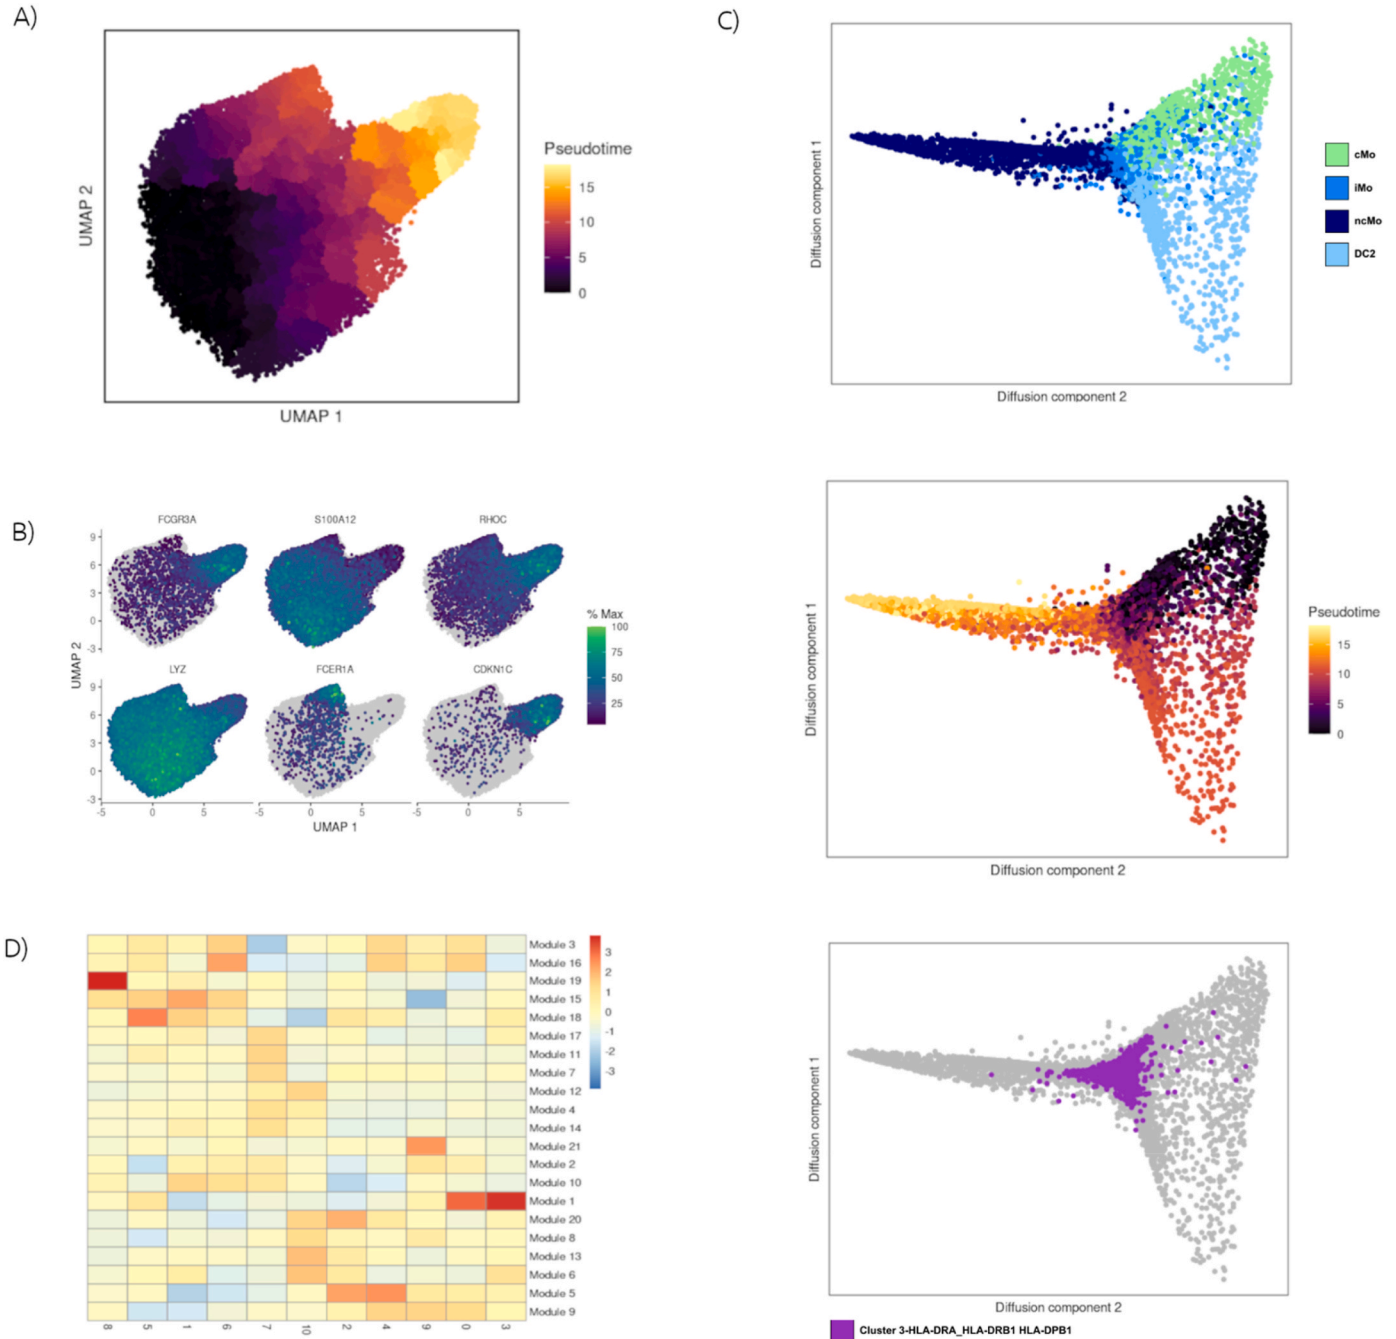 A)
UMAP 2
UMAP 1
Pseudotime
15
10
5
0
B)
FCGR3A
S100A12
RHOC
9
6
3
0
-3
LYZ
FCER1A
CDKN1C
9
6
3
0
-3
-5
0
5
-5
0
5
-5
0
5
UMAP 2
UMAP 1
% Max
100
75
50
25
C)
Diffusion component 1
Diffusion component 2
cMo
iMo
ncMo
DC2
Diffusion component 1
Diffusion component 2
Pseudotime
15
10
5
0
Diffusion component 1
Diffusion component 2
Cluster 3-HLA-DRA_HLA-DRB1 HLA-DPB1
D)
Module 3
Module 16
Module 19
Module 15
Module 18
Module 17
Module 11
Module 7
Module 12
Module 4
Module 14
Module 21
Module 2
Module 10
Module 1
Module 20
Module 8
Module 13
Module 6
Module 5
Module 9
8
5
1
6
7
10
2
4
9
0
3
3
2
1
0
-1
-2
-3